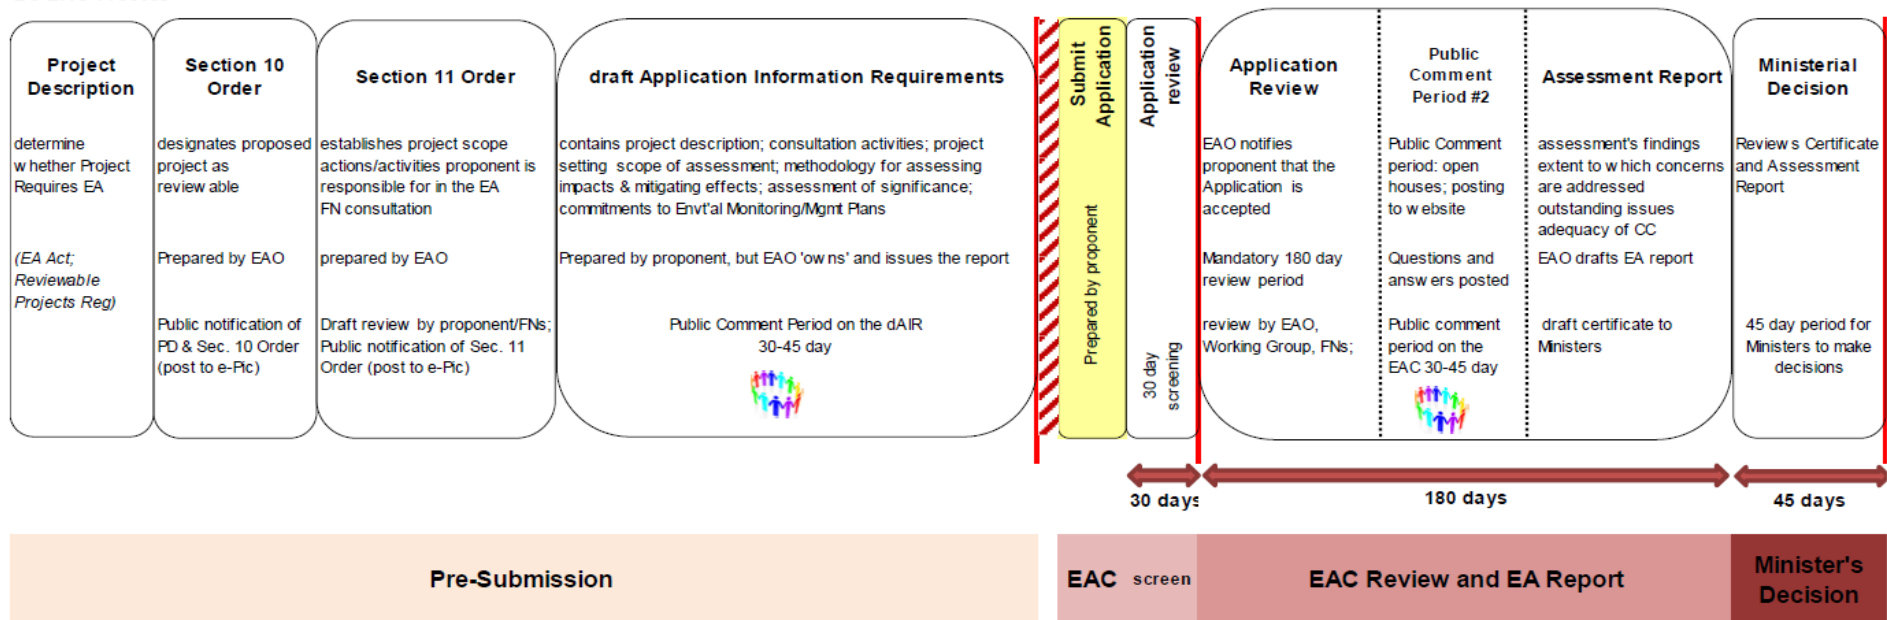 Project
Description
determine
whether Project
Requires EA
(EA Act;
Reviewable
Projects Reg)
Section 10
Order
designates proposed
project as
reviewable
Prepared by EAO
Public notification of
PD & Sec. 10 Order
(post to e-Pic)
Section 11 Order
establishes project scope
actions/activities proponent is
responsible for in the EA
FN consultation
prepared by EAO
Draft review by proponent/FNs;
Public notification of Sec. 11
Order (post to e-Pic)
draft Application Information Requirements
contains project description; consultation activities; project
setting scope of assessment; methodology for assessing
impacts & mitigating effects; assessment of significance;
commitments to Envt'al Monitoring/Mgmt Plans
Prepared by proponent, but EAO 'owns' and issues the report
Public Comment Period on the dAIR
30-45 day
Submit
Application
Prepared by proponent
Application
review
30 day
screening
Application
Review
EAO notifies
proponent that the
Application is
accepted
Mandatory 180 day
review period
review by EAO,
Working Group, FNs;
Public
Comment
Period #2
Public Comment
period: open
houses; posting
to website
Questions and
answers posted
Public comment
period on the
EAC 30-45 day
Assessment Report
assessment's findings
extent to which concerns
are addressed
outstanding issues
adequacy of CC
EAO drafts EA report
draft certificate to
Ministers
Ministerial
Decision
Reviews Certificate
and Assessment
Report
45 day period for
Ministers to make
decisions
30 days
180 days
45 days
Pre-Submission
EAC screen
EAC Review and EA Report
Minister's
Decision